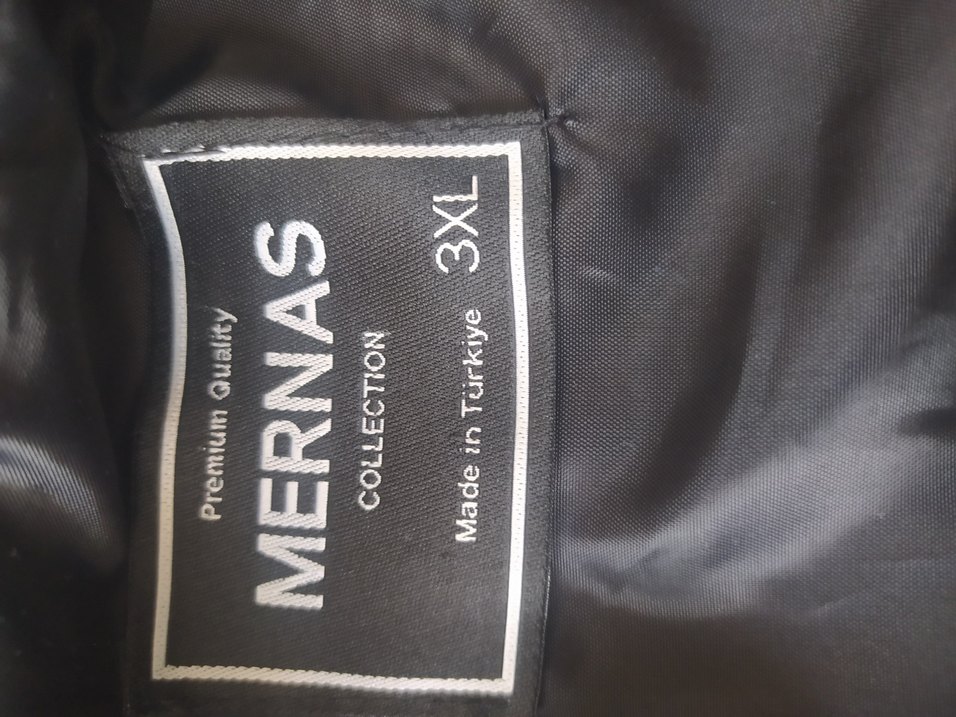 Premium Quality
MERNAS
COLLECTION
Made in Türkiye 3XL